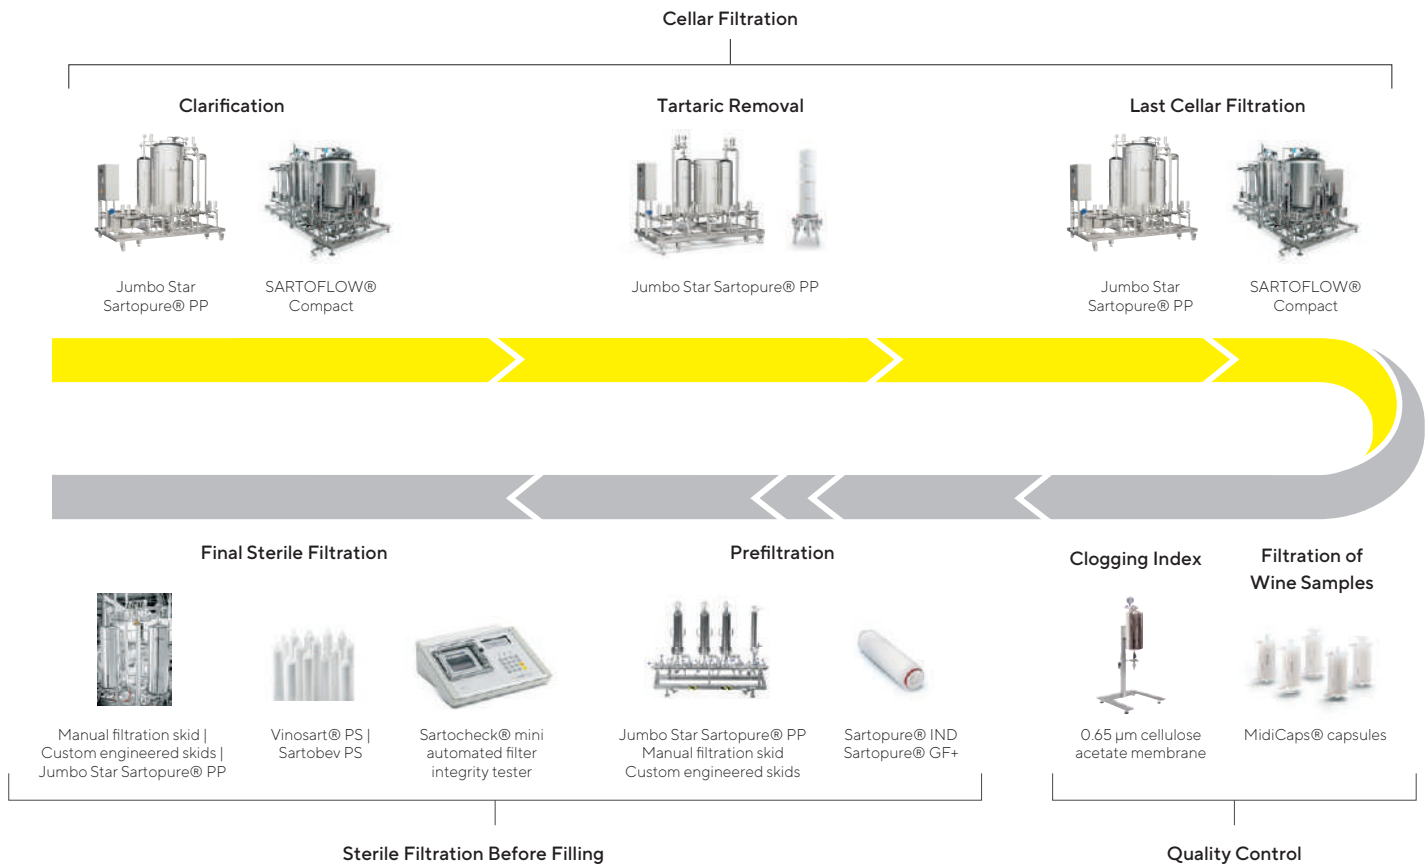 Cellar Filtration
Clarification
Tartaric Removal
Last Cellar Filtration
Jumbo Star
Sartopure® PP
SARTOFLOW®
Compact
Jumbo Star Sartopure® PP
Jumbo Star
Sartopure® PP
SARTOFLOW®
Compact
Final Sterile Filtration
Prefiltration
Clogging Index
Filtration of
Wine Samples
Manual filtration skid |
Custom engineered skids |
Jumbo Star Sartopure® PP
Vinosart® PS |
Sartobev PS
Sartocheck® mini
automated filter
integrity tester
Jumbo Star Sartopure® PP
Manual filtration skid
Custom engineered skids
Sartopure® IND
Sartopure® GF+
0.65 µm cellulose
acetate membrane
MidiCaps® capsules
Sterile Filtration Before Filling
Quality Control